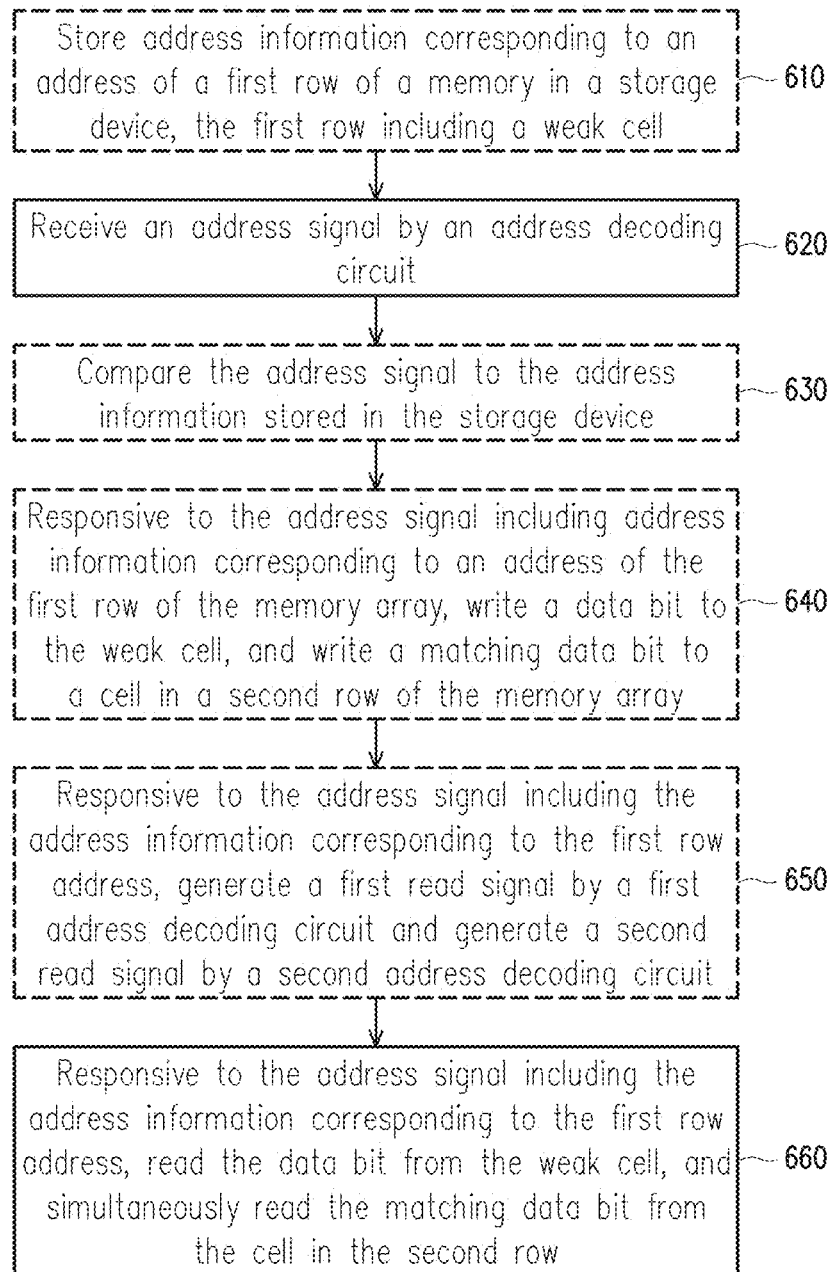 Store address information corresponding to an
address of a first row of a memory in a storage
device, the first row including a weak cell
610
Receive an address signal by an address decoding
circuit
620
Compare the address signal to the address
information stored in the storage device
630
Responsive to the address signal including address
information corresponding to an address of the
first row of the memory array, write a data bit to
the weak cell, and write a matching data bit to
a cell in a second row of the memory array
640
Responsive to the address signal including the
address information corresponding to the first row
address, generate a first read signal by a first
address decoding circuit and generate a second
read signal by a second address decoding circuit
650
Responsive to the address signal including the
address information corresponding to the first row
address, read the data bit from the weak cell, and
simultaneously read the matching data bit from
the cell in the second row
660